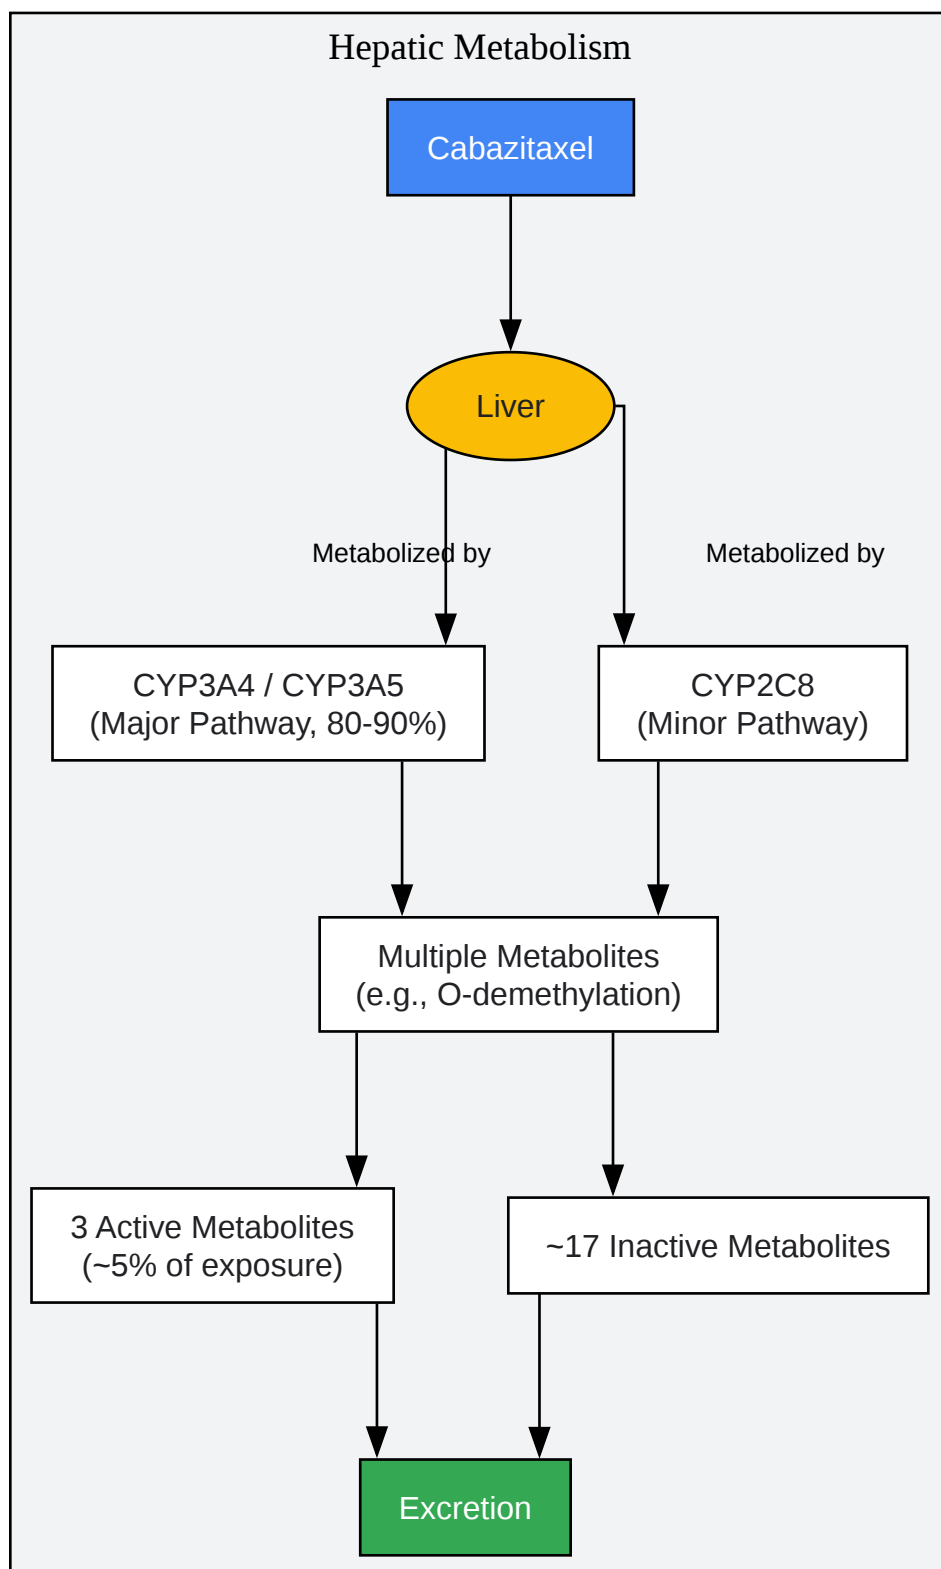 Hepatic Metabolism
Cabazitaxel
Liver
Metabolized by
Metabolized by
CYP3A4 / CYP3A5
(Major Pathway, 80-90%)
CYP2C8
(Minor Pathway)
Multiple Metabolites
(e.g., O-demethylation)
3 Active Metabolites
(~5% of exposure)
~17 Inactive Metabolites
Excretion